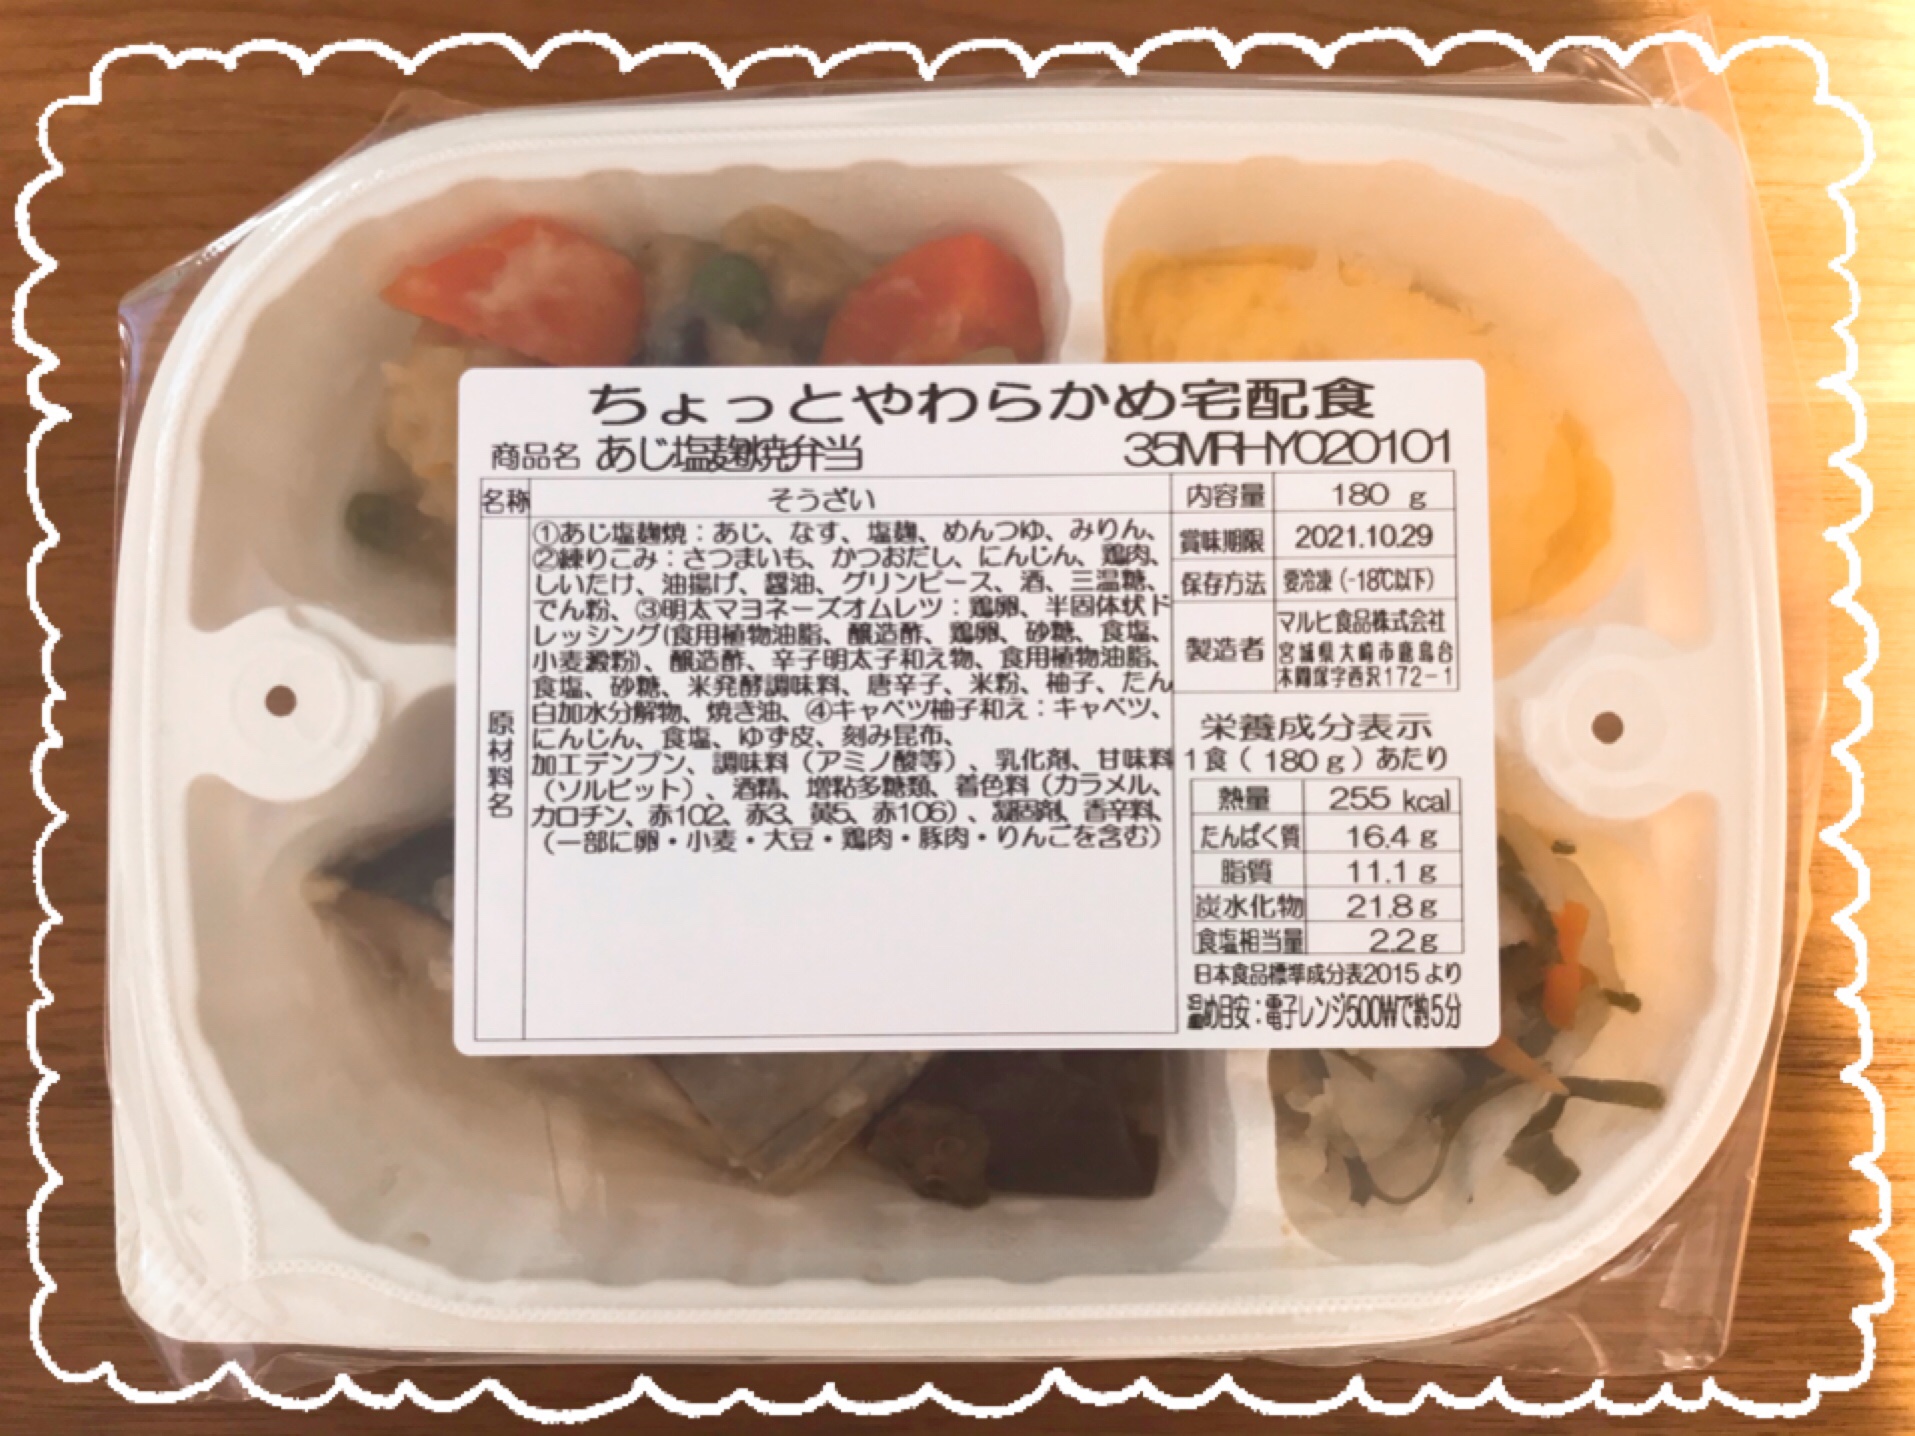 ちょっとやわらかめ宅配食
商品名 あじ塩麹焼弁当 35MRHY020101
名称 そうざい
原材料名
①あじ塩麹焼：あじ、なす、塩麹、めんつゆ、みりん、
②練りこみ：さつまいも、かつおだし、にんじん、鶏肉、
しいたけ、油揚げ、醤油、グリンピース、酒、三温糖、
でん粉、③明太マヨネーズオムレツ：鶏卵、半固体状ド
レッシング(食用植物油脂、醸造酢、鶏卵、砂糖、食塩、
小麦澱粉)、醸造酢、辛子明太子和え物、食用植物油脂、
食塩、砂糖、米発酵調味料、唐辛子、米粉、柚子、たん
白加水分解物、焼き油、④キャベツ柚子和え：キャベツ、
にんじん、食塩、ゆず皮、刻み昆布、
加工デンプン、調味料（アミノ酸等）、乳化剤、甘味料
（ソルビット）、酒精、増粘多糖類、着色料（カラメル、
カロチン、赤102、赤3、黄5、赤106）、凝固剤、香辛料、
（一部に卵・小麦・大豆・鶏肉・豚肉・りんごを含む）
内容量 180 g
賞味期限 2021.10.29
保存方法 要冷凍（-18℃以下）
製造者 マルヒ食品株式会社
宮城県大崎市鹿島台
木間塚字西沢172-1
栄養成分表示
1食（180g）あたり
熱量 255 kcal
たんぱく質 16.4 g
脂質 11.1 g
炭水化物 21.8 g
食塩相当量 2.2 g
日本食品標準成分表2015より
温め目安：電子レンジ500Wで約5分